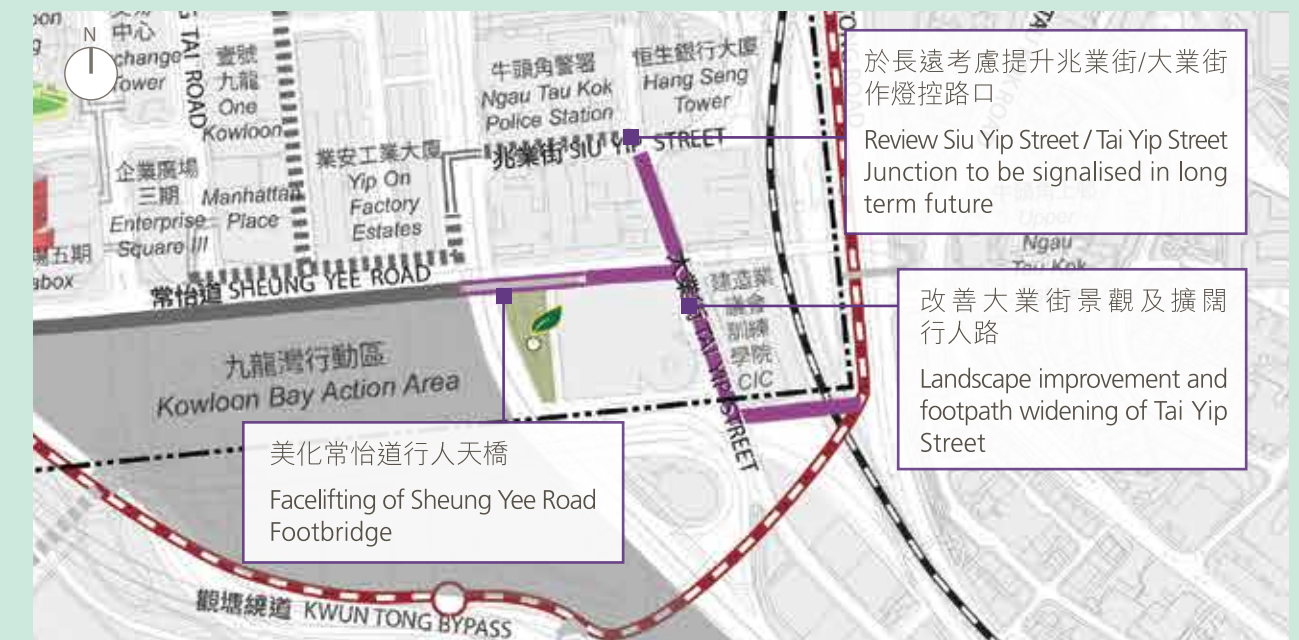 N
中心
change
Tower
TAI ROAD
壹號
九龍
One
Kowloon
牛頭角警署
Ngau Tau Kok
Police Station
恒生銀行大廈
Hang Seng
Tower
兆業街 SIU YIP STREET
企業廣場
三期
Enterprise
Square III
Manhattan
Place
業安工業大廈
Yip On
Factory
Estates
五期
abox
常怡道 SHEUNG YEE ROAD
九龍灣行動區
Kowloon Bay Action Area
大業街 TAI YIP STREET
建造業
議會
訓練
學院
CIC
Upper
Ngau
Tau Kok
觀塘繞道 KWUN TONG BYPASS
於長遠考慮提升兆業街/大業街
作燈控路口
Review Siu Yip Street / Tai Yip Street
Junction to be signalised in long
term future
改善大業街景觀及擴闊
行人路
Landscape improvement and
footpath widening of Tai Yip
Street
美化常怡道行人天橋
Facelifting of Sheung Yee Road
Footbridge